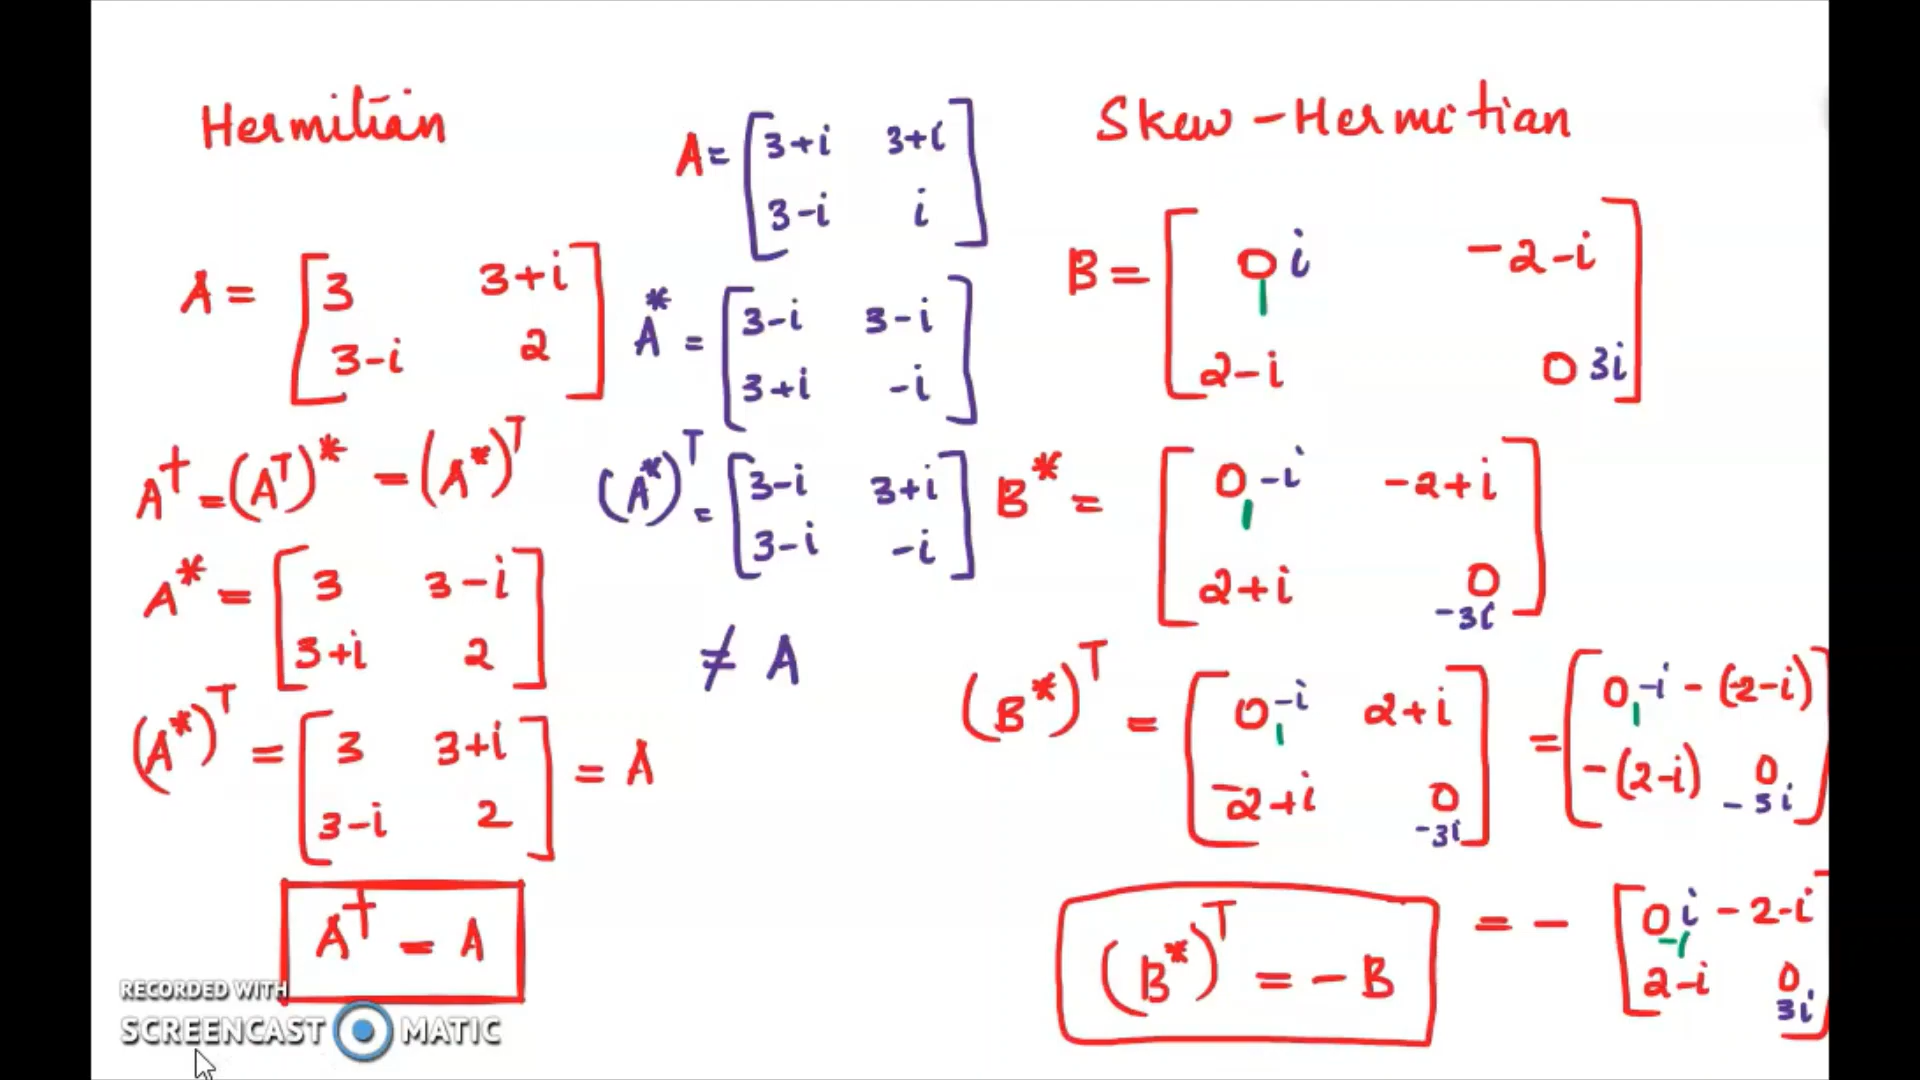 Hermitian
A = [ 3 3+i
3-i 2 ]
A† = (Aᵀ)* = (A*)ᵀ
A* = [ 3 3-i
3+i 2 ]
(A*)ᵀ = [ 3 3+i
3-i 2 ] = A
A† = A
A = [ 3+i 3+i
3-i i ]
A* = [ 3-i 3-i
3+i -i ]
(A*)ᵀ = [ 3-i 3+i
3-i -i ]
≠ A
Skew-Hermitian
B = [ 0 i -2-i
2-i 0 3i ]
B* = [ 0 -i -2+i
2+i 0
-3i ]
(B*)ᵀ = [ 0 -i 2+i
-2+i 0
-3i ]
= [ 0 -i -(-2-i)
-(2-i) 0
-3i ]
= - [ 0 i -2-i
2-i 0
3i ]
(B*)ᵀ = -B
RECORDED WITH
SCREENCAST MATIC